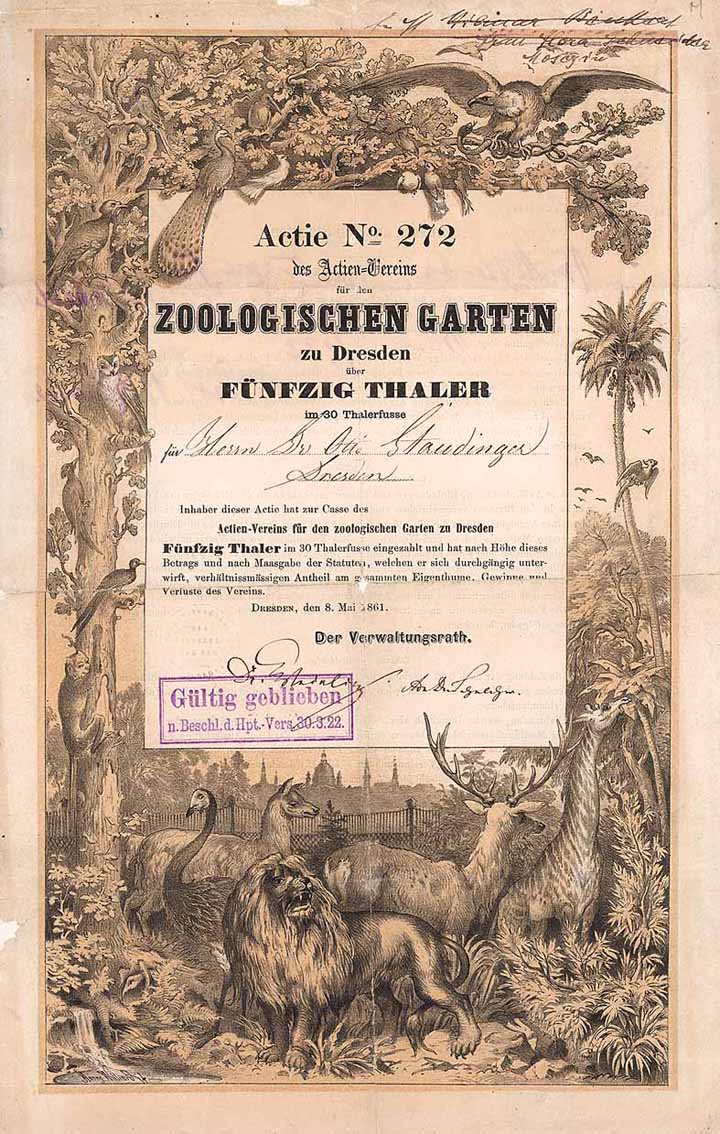 Actie No. 272
des Actien-Vereins
für den
ZOOLOGISCHEN GARTEN
zu Dresden
über
FÜNFZIG THALER
im 30 Thalerfusse
für Herrn Dr Otto Staudinger
Dresden
Inhaber dieser Actie hat zur Casse des
Actien-Vereins für den zoologischen Garten zu Dresden
Fünfzig Thaler im 30 Thalerfusse eingezahlt und hat nach Höhe dieses
Betrags und nach Maasgabe der Statuten, welchen er sich durchgängig unter-
wirft, verhältnissmässigen Antheil am gesammten Eigenthume, Gewinne und
Verluste des Vereins.
DRESDEN, den 8. Mai 1861.
Der Verwaltungsrath.
Gültig geblieben
n. Beschl. d. Hpt.-Vers. 30.3.22.